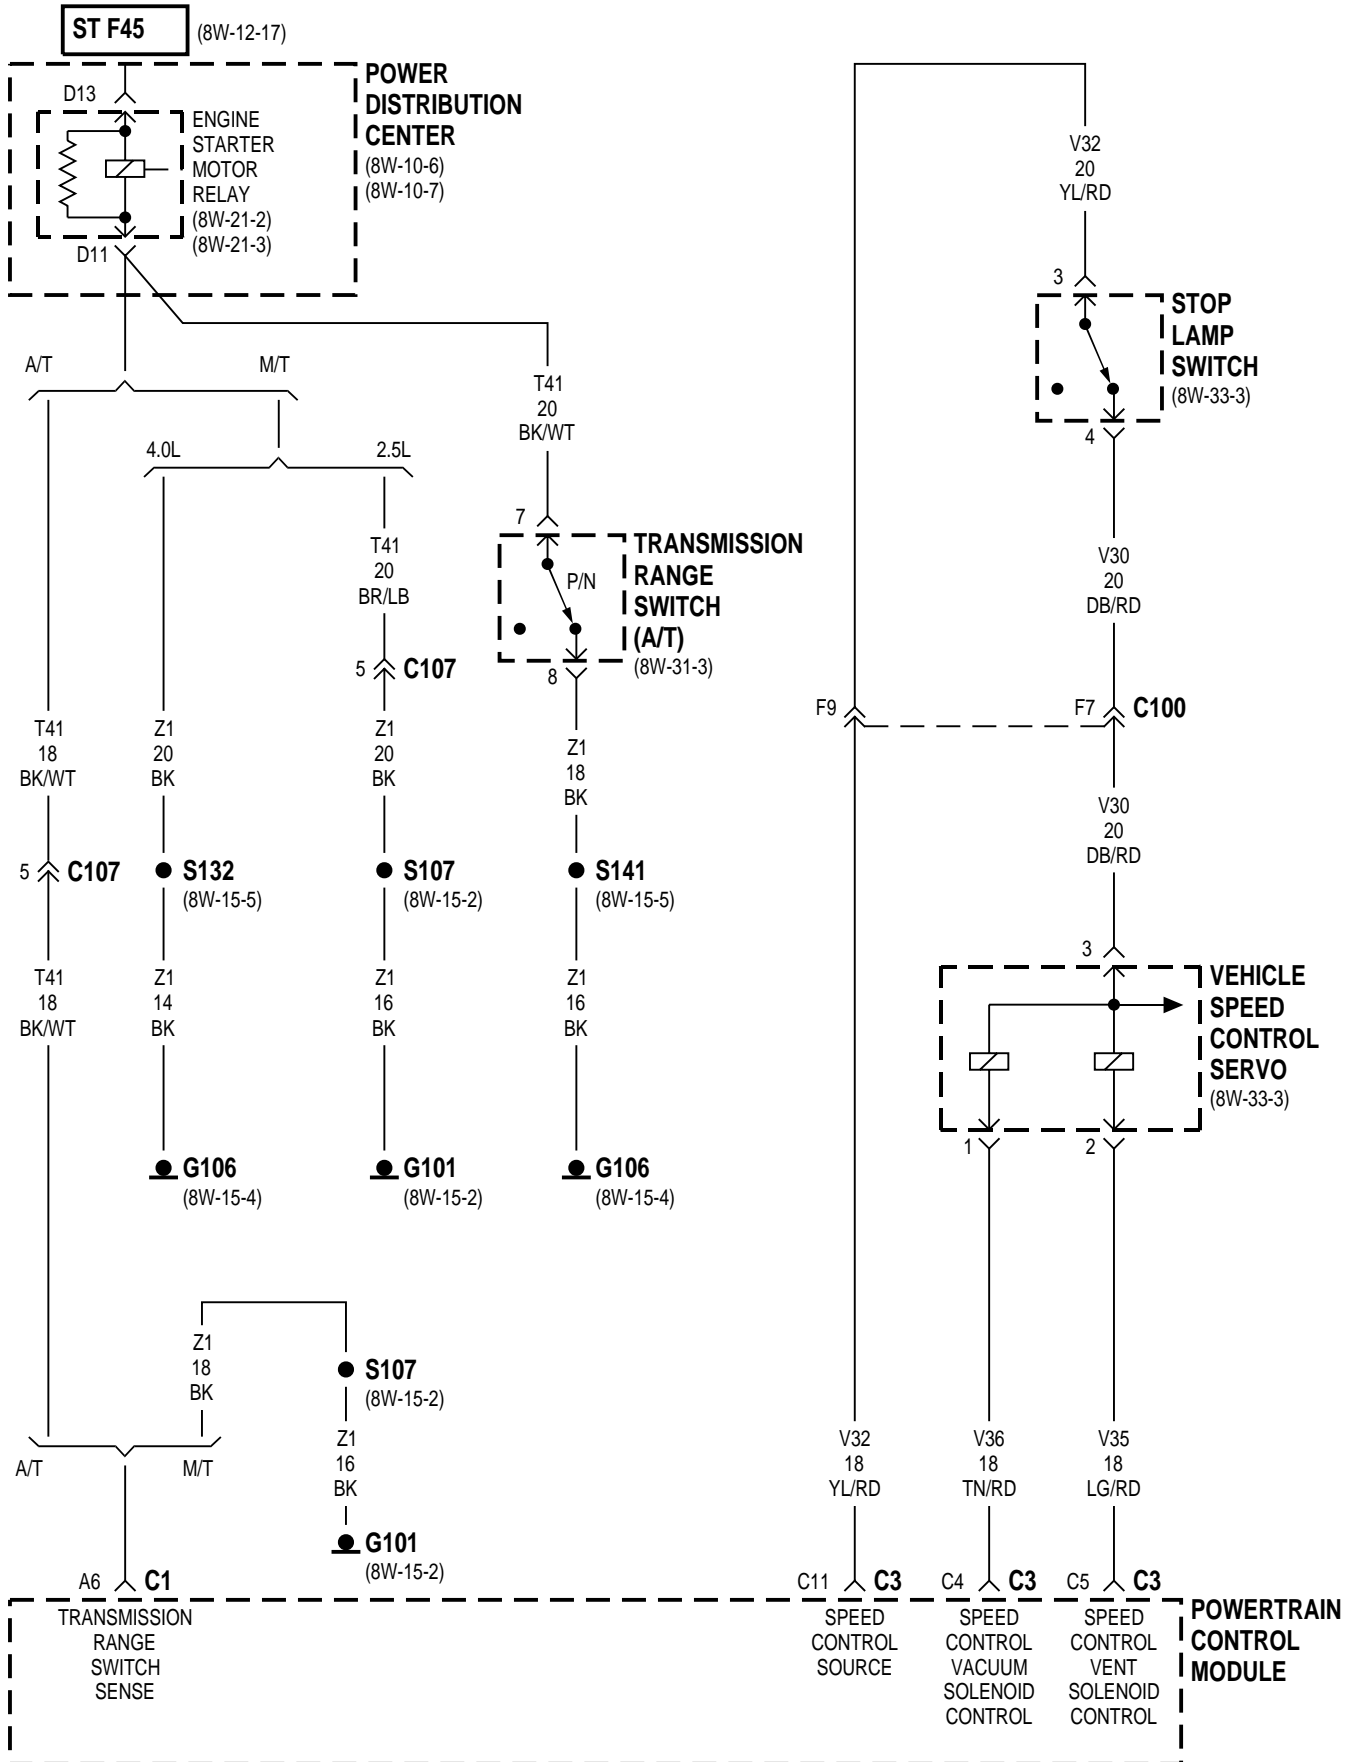 ST F45
(8W-12-17)
POWER
DISTRIBUTION
CENTER
(8W-10-6)
(8W-10-7)
D13
ENGINE
STARTER
MOTOR
RELAY
(8W-21-2)
(8W-21-3)
D11
A/T
M/T
4.0L
2.5L
T41
20
BK/WT
T41
20
BR/LB
5
C107
7
TRANSMISSION
RANGE
SWITCH
(A/T)
(8W-31-3)
P/N
8
T41
18
BK/WT
Z1
20
BK
Z1
20
BK
Z1
18
BK
5
C107
S132
(8W-15-5)
S107
(8W-15-2)
S141
(8W-15-5)
T41
18
BK/WT
Z1
14
BK
Z1
16
BK
Z1
16
BK
G106
(8W-15-4)
G101
(8W-15-2)
G106
(8W-15-4)
Z1
18
BK
S107
(8W-15-2)
Z1
16
BK
G101
(8W-15-2)
A/T
M/T
A6
C1
TRANSMISSION
RANGE
SWITCH
SENSE
V32
20
YL/RD
3
STOP
LAMP
SWITCH
(8W-33-3)
4
V30
20
DB/RD
F9
F7
C100
V30
20
DB/RD
3
VEHICLE
SPEED
CONTROL
SERVO
(8W-33-3)
1
2
V32
18
YL/RD
V36
18
TN/RD
V35
18
LG/RD
C11
C3
C4
C3
C5
C3
SPEED
CONTROL
SOURCE
SPEED
CONTROL
VACUUM
SOLENOID
CONTROL
SPEED
CONTROL
VENT
SOLENOID
CONTROL
POWERTRAIN
CONTROL
MODULE